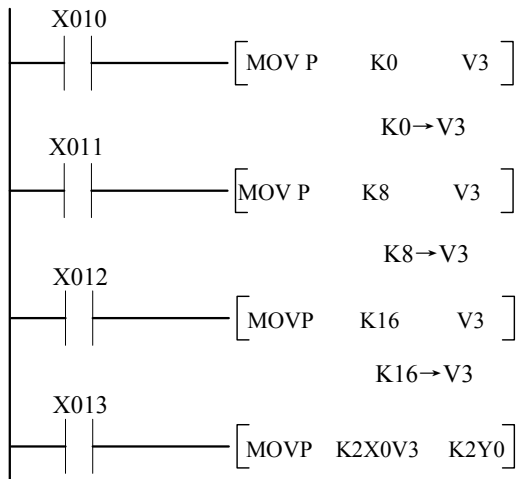 X010
MOV P K0 V3
K0→V3
X011
MOV P K8 V3
K8→V3
X012
MOVP K16 V3
K16→V3
X013
MOVP K2X0V3 K2Y0